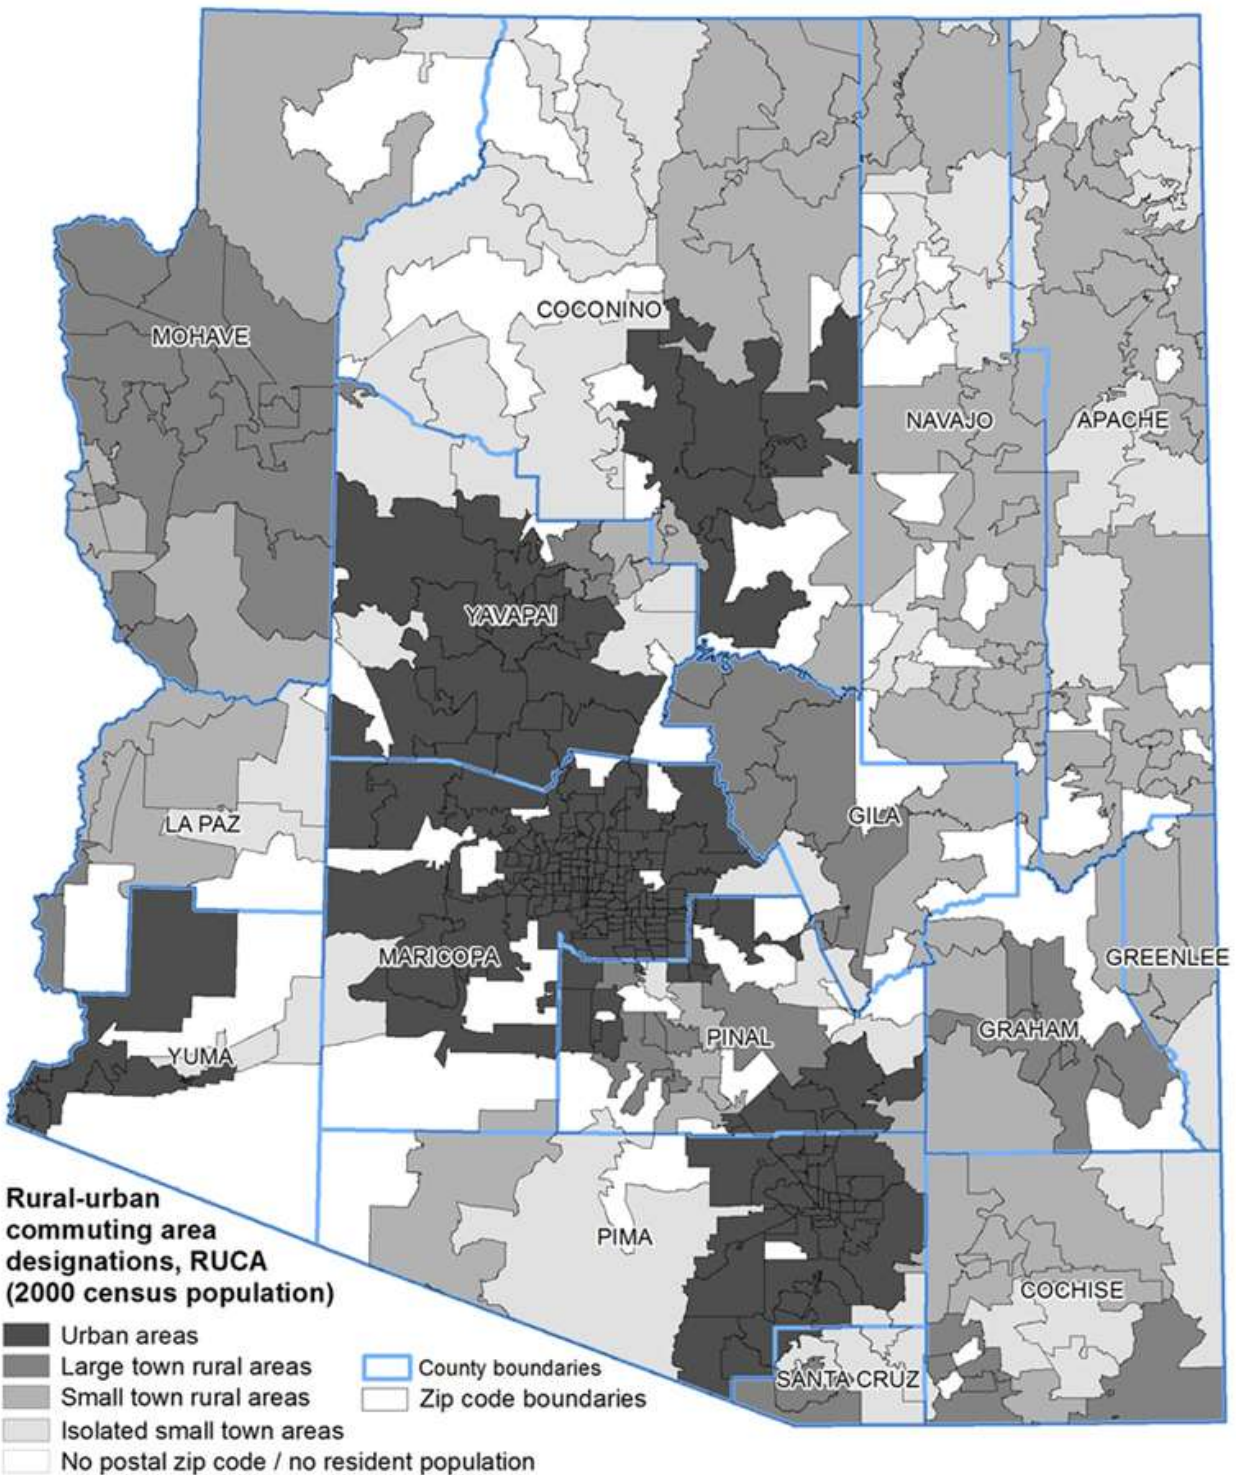 MOHAVE
COCONINO
NAVAJO
APACHE
YAVAPAI
LA PAZ
GILA
MARICOPA
GREENLEE
YUMA
PINAL
GRAHAM
PIMA
COCHISE
SANTA CRUZ
Rural-urban
commuting area
designations, RUCA
(2000 census population)
Urban areas
Large town rural areas
Small town rural areas
Isolated small town areas
No postal zip code / no resident population
County boundaries
Zip code boundaries